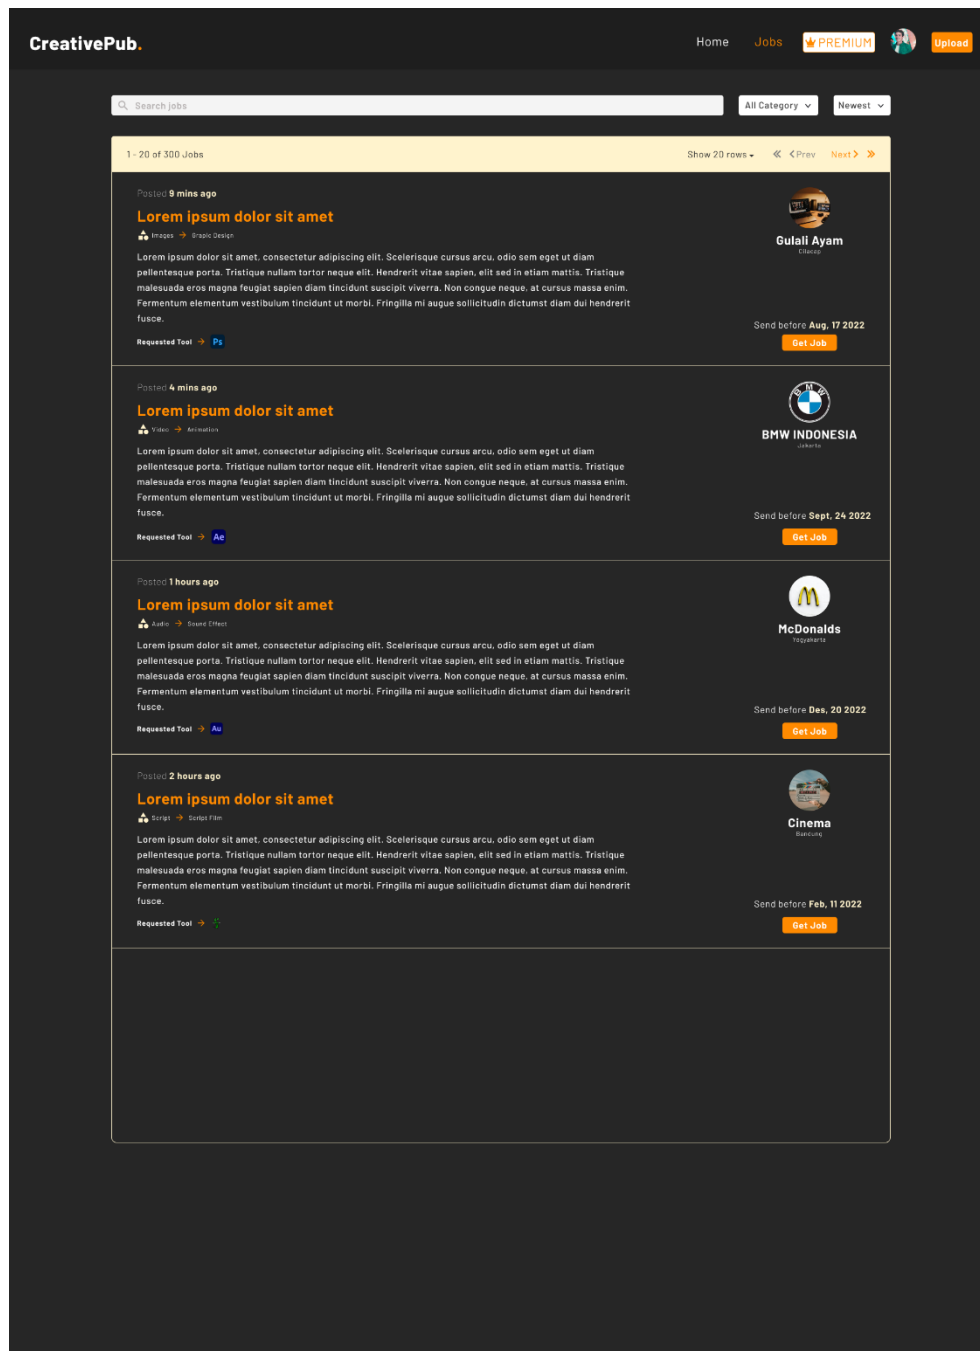 CreativePub.
Home Jobs PREMIUM Upload
Search jobs
All Category
Newest
1 - 20 of 300 Jobs
Show 20 rows
Prev
Next
Posted 9 mins ago
Lorem ipsum dolor sit amet
Images → Grapic Design
Lorem ipsum dolor sit amet, consectetur adipiscing elit. Scelerisque cursus arcu, odio sem eget ut diam
pellentesque porta. Tristique nullam tortor neque elit. Hendrerit vitae sapien, elit sed in etiam mattis. Tristique
malesuada eros magna feugiat sapien diam tincidunt suscipit viverra. Non congue neque, at cursus massa enim.
Fermentum elementum vestibulum tincidunt ut morbi. Fringilla mi augue sollicitudin dictumst diam dui hendrerit
fusce.
Requested Tool → Ps
Gulali Ayam
Cilacap
Send before Aug, 17 2022
Get Job
Posted 4 mins ago
Lorem ipsum dolor sit amet
Video → Animation
Lorem ipsum dolor sit amet, consectetur adipiscing elit. Scelerisque cursus arcu, odio sem eget ut diam
pellentesque porta. Tristique nullam tortor neque elit. Hendrerit vitae sapien, elit sed in etiam mattis. Tristique
malesuada eros magna feugiat sapien diam tincidunt suscipit viverra. Non congue neque, at cursus massa enim.
Fermentum elementum vestibulum tincidunt ut morbi. Fringilla mi augue sollicitudin dictumst diam dui hendrerit
fusce.
Requested Tool → Ae
BMW
BMW INDONESIA
Jakarta
Send before Sept, 24 2022
Get Job
Posted 1 hours ago
Lorem ipsum dolor sit amet
Audio → Sound Effect
Lorem ipsum dolor sit amet, consectetur adipiscing elit. Scelerisque cursus arcu, odio sem eget ut diam
pellentesque porta. Tristique nullam tortor neque elit. Hendrerit vitae sapien, elit sed in etiam mattis. Tristique
malesuada eros magna feugiat sapien diam tincidunt suscipit viverra. Non congue neque, at cursus massa enim.
Fermentum elementum vestibulum tincidunt ut morbi. Fringilla mi augue sollicitudin dictumst diam dui hendrerit
fusce.
Requested Tool → Au
McDonalds
Yogyakarta
Send before Des, 20 2022
Get Job
Posted 2 hours ago
Lorem ipsum dolor sit amet
Script → Script Film
Lorem ipsum dolor sit amet, consectetur adipiscing elit. Scelerisque cursus arcu, odio sem eget ut diam
pellentesque porta. Tristique nullam tortor neque elit. Hendrerit vitae sapien, elit sed in etiam mattis. Tristique
malesuada eros magna feugiat sapien diam tincidunt suscipit viverra. Non congue neque, at cursus massa enim.
Fermentum elementum vestibulum tincidunt ut morbi. Fringilla mi augue sollicitudin dictumst diam dui hendrerit
fusce.
Requested Tool →
Cinema
Bandung
Send before Feb, 11 2022
Get Job